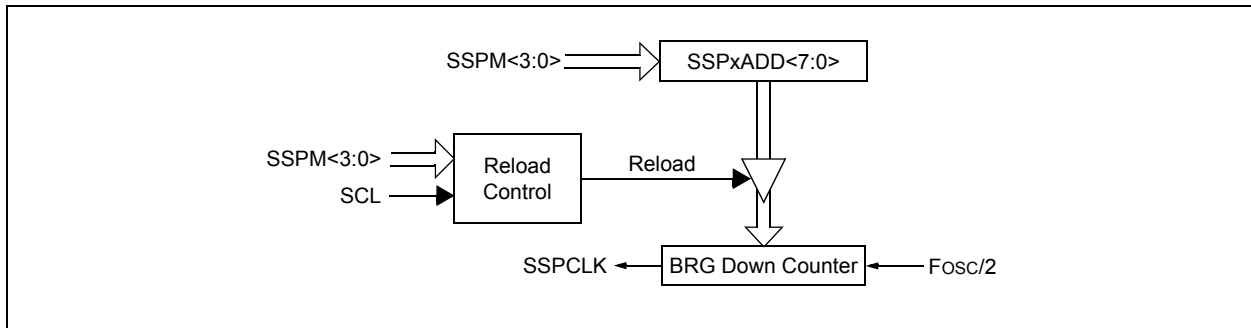 SSPM<3:0>
SSPxADD<7:0>
SSPM<3:0>
SCL
Reload
Control
Reload
SSPCLK
BRG Down Counter
FOSC/2